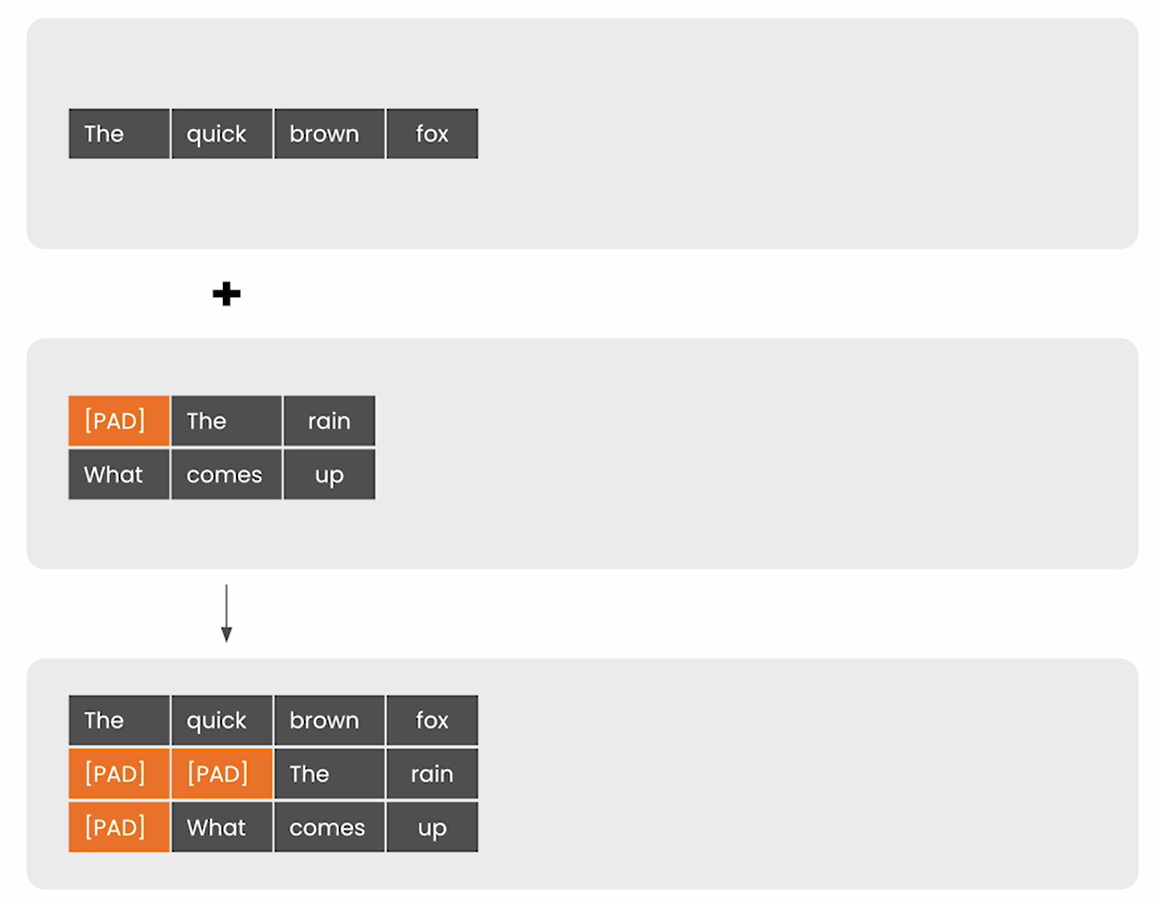 The quick brown fox
[PAD] The rain
What comes up
The quick brown fox
[PAD] [PAD] The rain
[PAD] What comes up